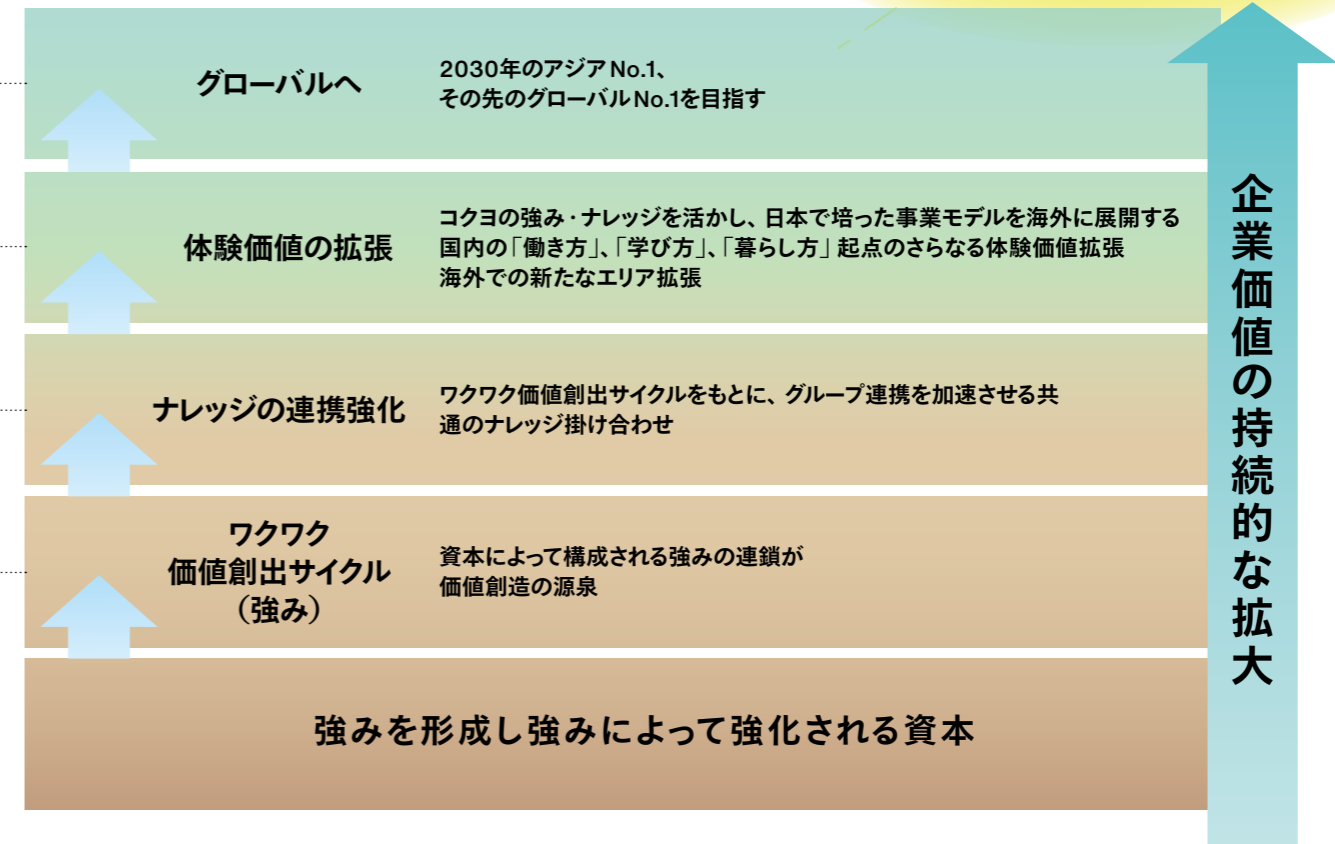 グローバルへ
2030年のアジアNo.1、
その先のグローバルNo.1を目指す
体験価値の拡張
コクヨの強み・ナレッジを活かし、日本で培った事業モデルを海外に展開する
国内の「働き方」、「学び方」、「暮らし方」起点のさらなる体験価値拡張
海外での新たなエリア拡張
ナレッジの連携強化
ワクワク価値創出サイクルをもとに、グループ連携を加速させる共
通のナレッジ掛け合わせ
ワクワク
価値創出サイクル
（強み）
資本によって構成される強みの連鎖が
価値創造の源泉
強みを形成し強みによって強化される資本
企業価値の持続的な拡大